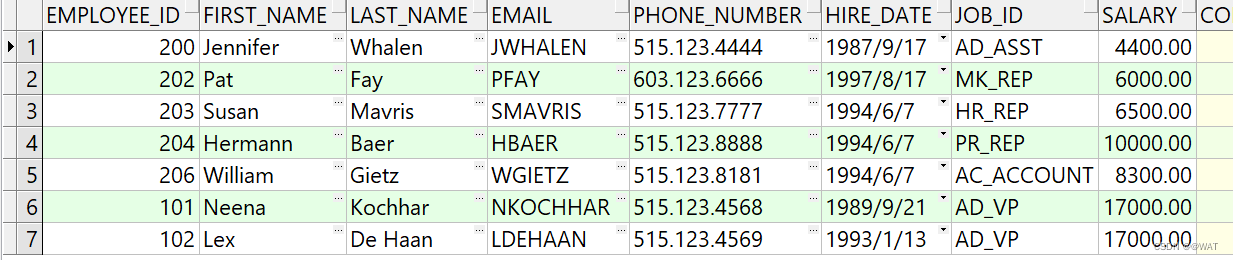 EMPLOYEE_ID FIRST_NAME LAST_NAME EMAIL PHONE_NUMBER HIRE_DATE JOB_ID SALARY CO
1 200 Jennifer Whalen JWHALEN 515.123.4444 1987/9/17 AD_ASST 4400.00
2 202 Pat Fay PFAY 603.123.6666 1997/8/17 MK_REP 6000.00
3 203 Susan Mavris SMAVRIS 515.123.7777 1994/6/7 HR_REP 6500.00
4 204 Hermann Baer HBAER 515.123.8888 1994/6/7 PR_REP 10000.00
5 206 William Gietz WGIETZ 515.123.8181 1994/6/7 AC_ACCOUNT 8300.00
6 101 Neena Kochhar NKOCHHAR 515.123.4568 1989/9/21 AD_VP 17000.00
7 102 Lex De Haan LDEHAAN 515.123.4569 1993/1/13 AD_VP 17000.00
CSDN @@WAT